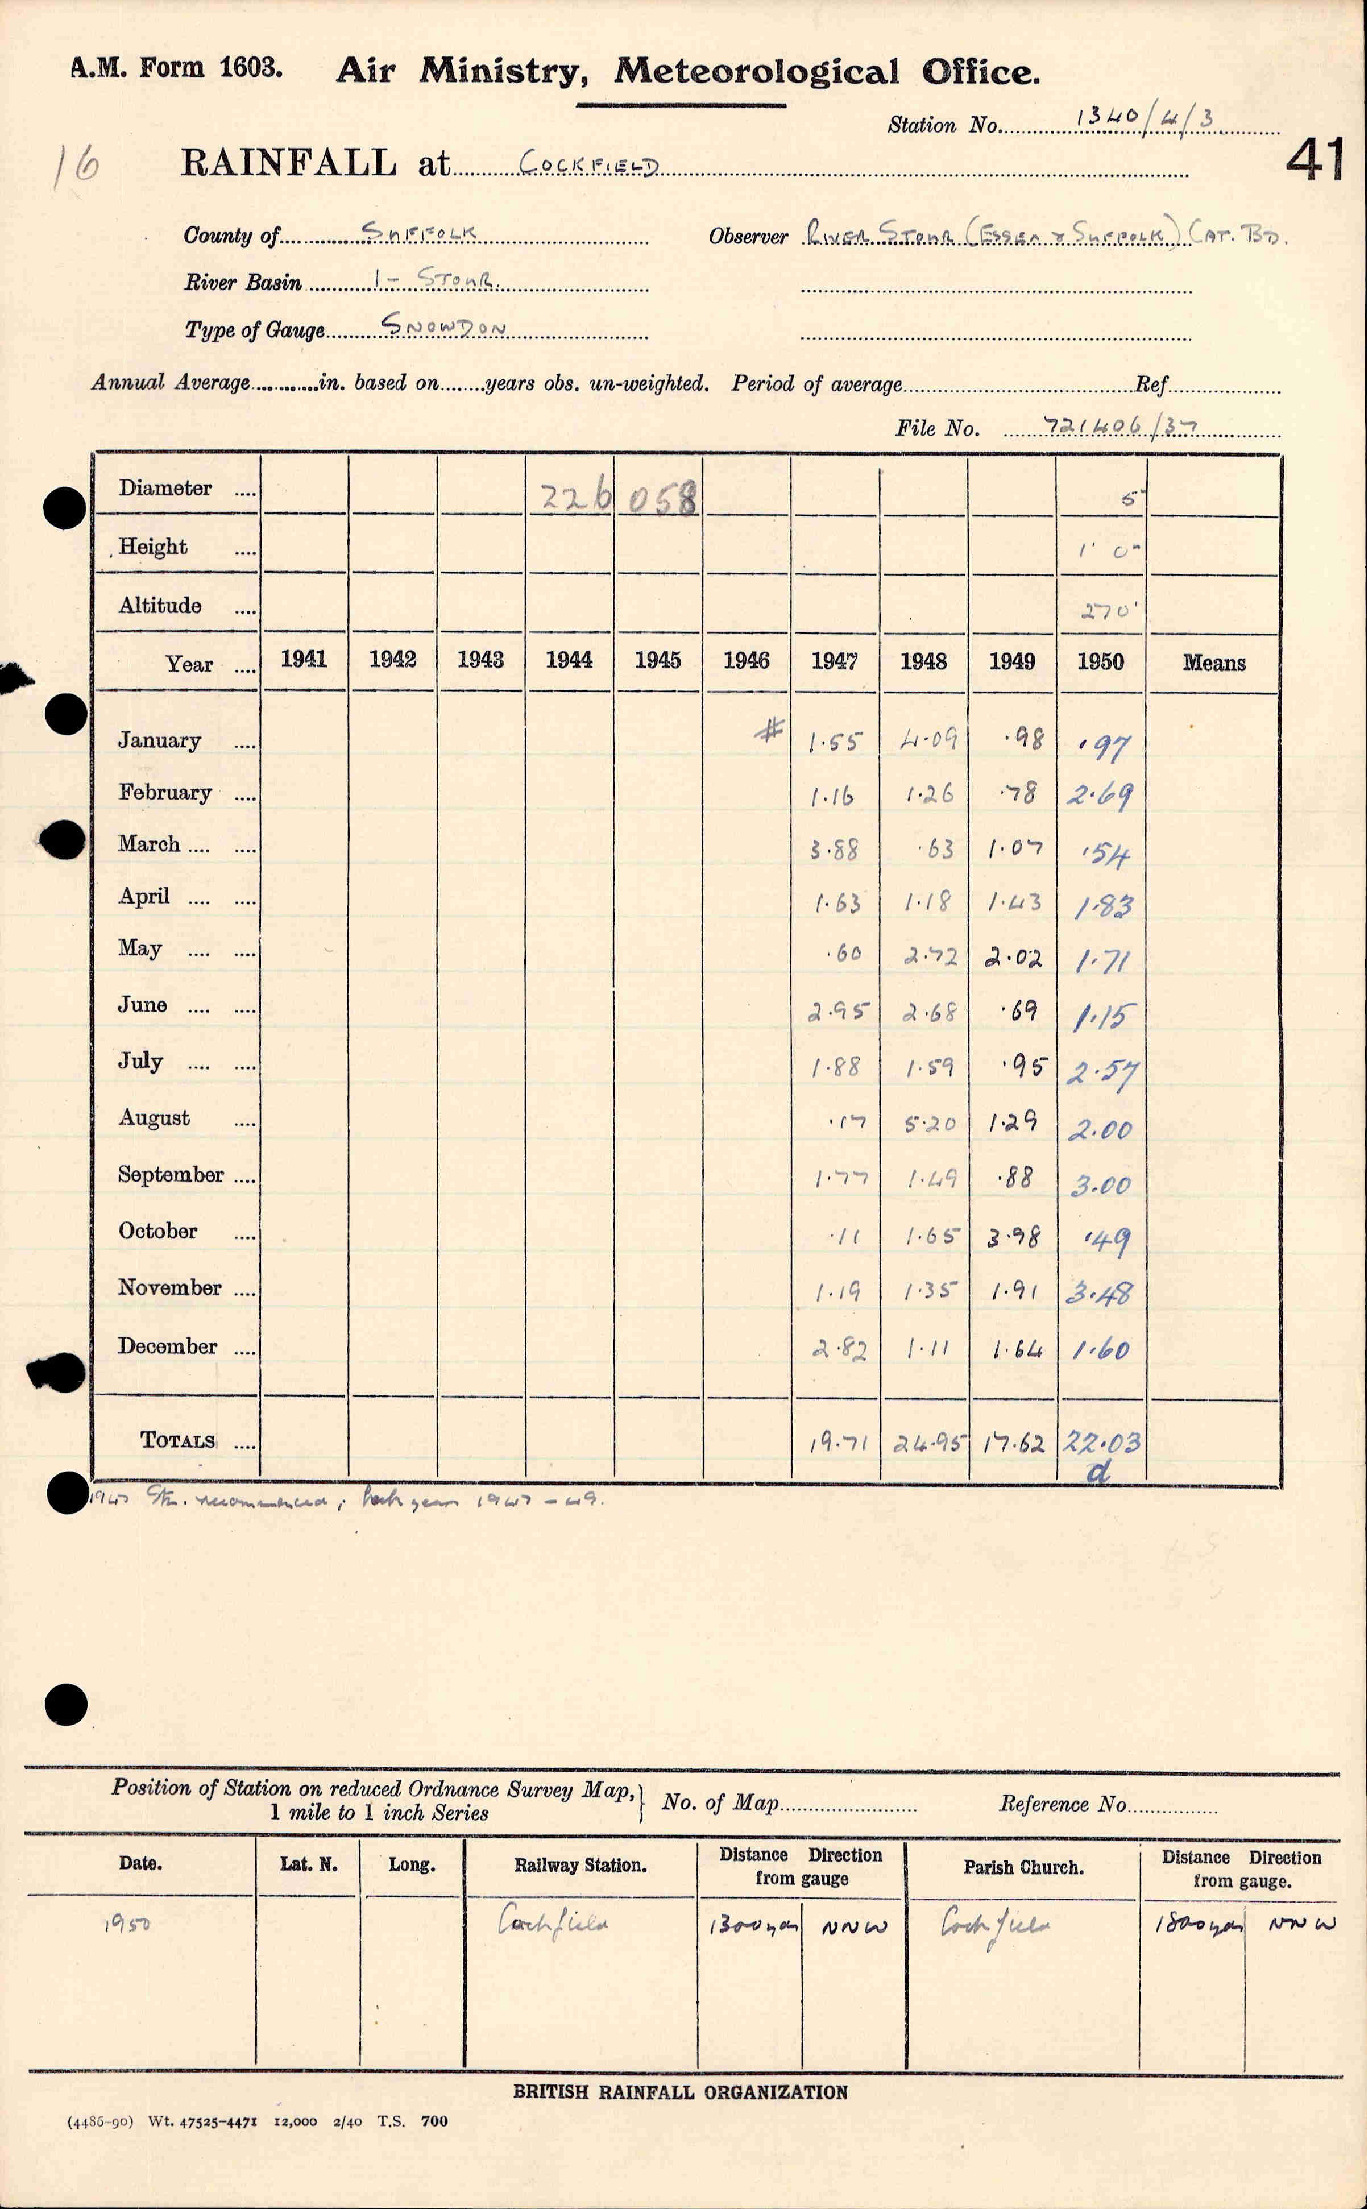 A.M. Form 1603. Air Ministry, Meteorological Office.
Station No. 1340/4/3
16 RAINFALL at COCKFIELD 41
County of SUFFOLK Observer RIVER STOUR (ESSEX & SUFFOLK) CAT. BD.
River Basin 1 - STOUR.
Type of Gauge SNOWDON
Annual Average............in. based on........years obs. un-weighted. Period of average........ Ref........
File No. 721406/37
Diameter .... 226 058 5"
Height .... 1' 0"
Altitude .... 270'
Year .... 1941 1942 1943 1944 1945 1946 1947 1948 1949 1950 Means
January .... # 1.55 4.09 .98 .97
February .... 1.16 1.26 .78 2.69
March .... .... 3.88 .63 1.07 .54
April .... .... 1.63 1.18 1.43 1.83
May .... .... .60 2.72 2.02 1.71
June .... .... 2.95 2.68 .69 1.15
July .... .... 1.88 1.59 .95 2.57
August .... .17 5.20 1.29 2.00
September .... 1.77 1.49 .88 3.00
October .... .11 1.65 3.98 .49
November .... 1.19 1.35 1.91 3.48
December .... 2.82 1.11 1.64 1.60
TOTALS .... 19.71 24.95 17.62 22.03
d
1947 Stn. recommenced; 1947-49.
Position of Station on reduced Ordnance Survey Map,} No. of Map........ Reference No........
1 mile to 1 inch Series
Date. Lat. N. Long. Railway Station. Distance Direction from gauge Parish Church. Distance Direction from gauge.
1950 Cockfield 1300 yds NNW Cockfield 1800 yds NNW
BRITISH RAINFALL ORGANIZATION
(4486-90) Wt. 47525-4471 12,000 2/40 T.S. 700